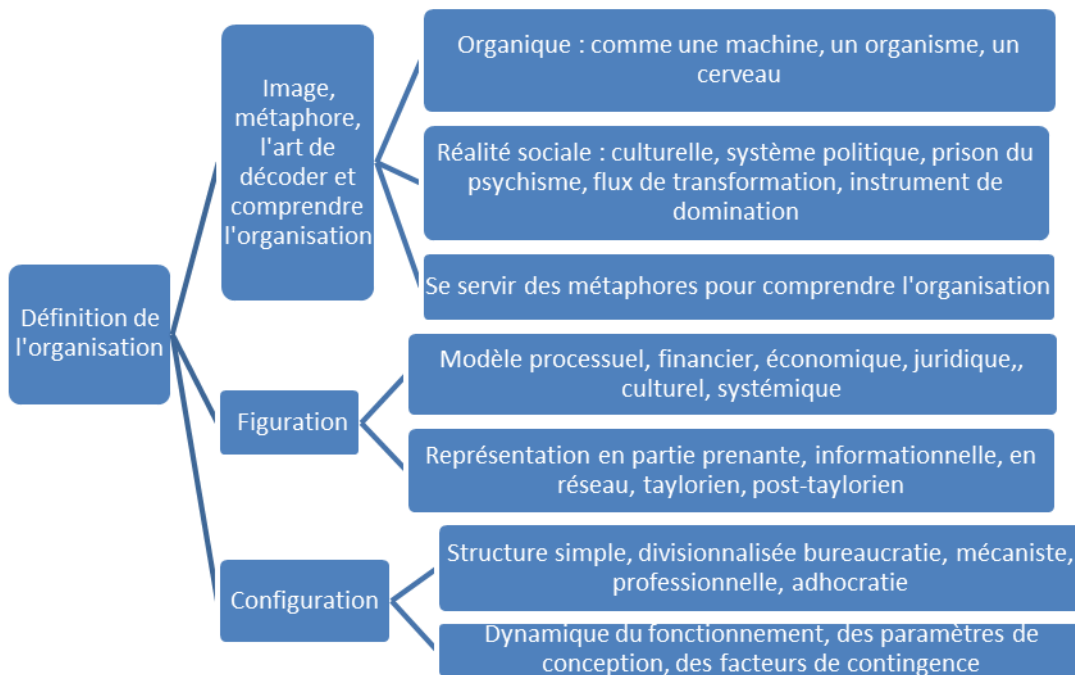 Définition de
l'organisation
Image,
métaphore,
l'art de
décoder et
comprendre
l'organisation
Organique : comme une machine, un organisme, un
cerveau
Réalité sociale : culturelle, système politique, prison du
psychisme, flux de transformation, instrument de
domination
Se servir des métaphores pour comprendre l'organisation
Figuration
Modèle processuel, financier, économique, juridique,,
culturel, systémique
Représentation en partie prenante, informationnelle, en
réseau, taylorien, post-taylorien
Configuration
Structure simple, divisionnalisée bureaucratie, mécaniste,
professionnelle, adhocratie
Dynamique du fonctionnement, des paramètres de
conception, des facteurs de contingence